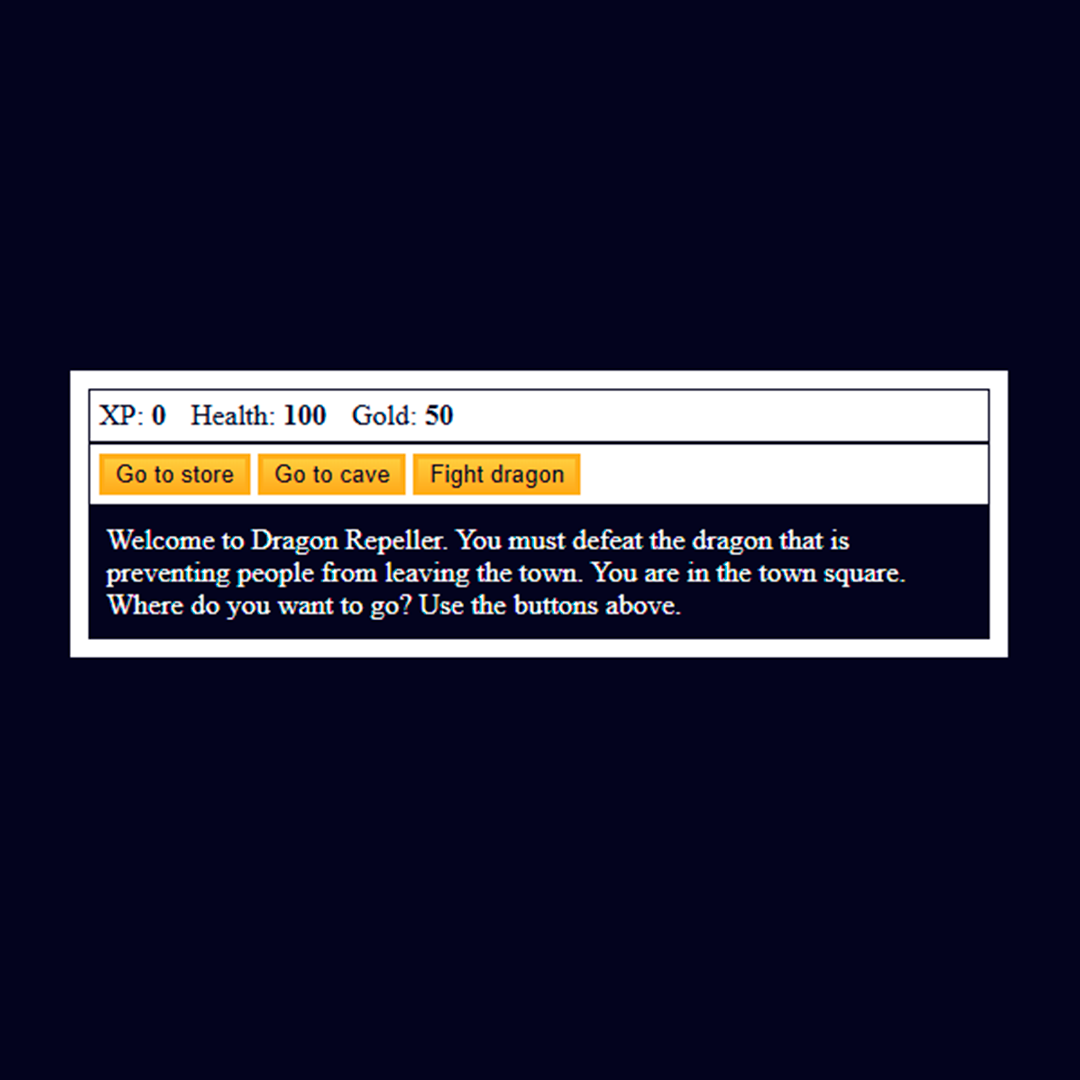 XP: 0 Health: 100 Gold: 50
Go to store Go to cave Fight dragon
Welcome to Dragon Repeller. You must defeat the dragon that is
preventing people from leaving the town. You are in the town square.
Where do you want to go? Use the buttons above.